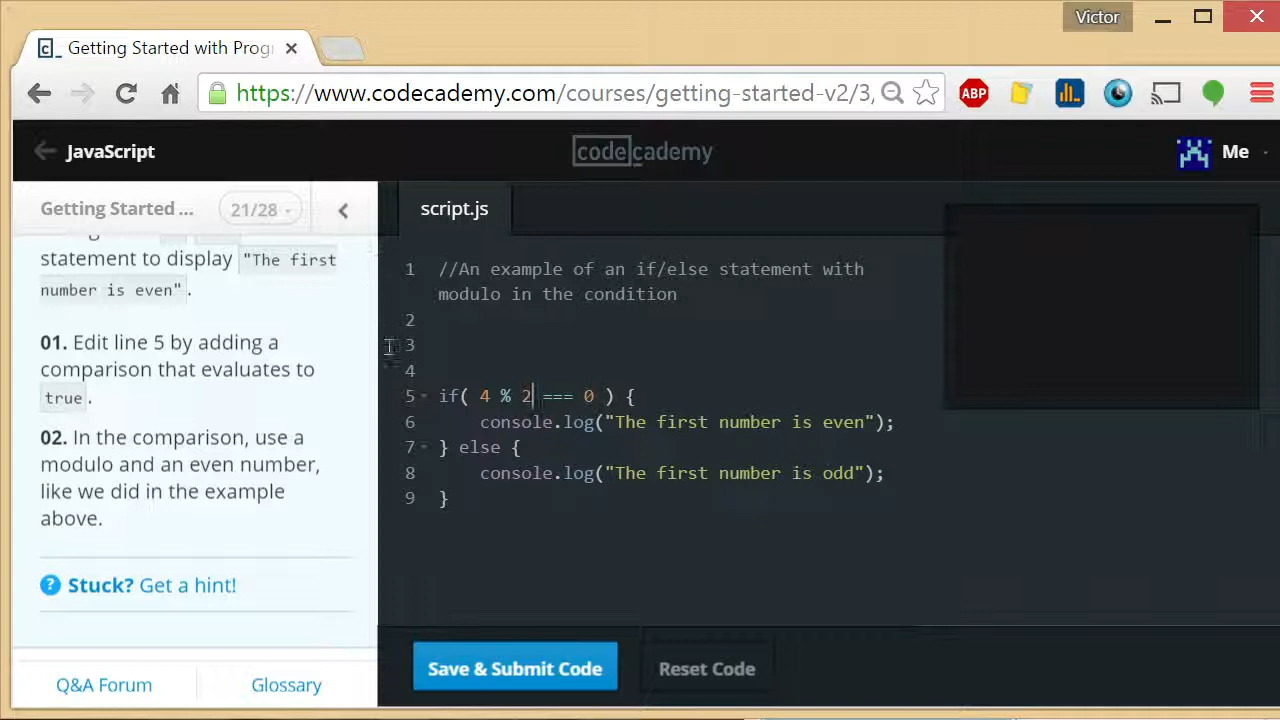 Victor
c_ Getting Started with Prog
https://www.codecademy.com/courses/getting-started-v2/3,
ABP
JavaScript
codecademy
Me
Getting Started ...
21/28
script.js
statement to display "The first
number is even".
01. Edit line 5 by adding a
comparison that evaluates to
true.
02. In the comparison, use a
modulo and an even number,
like we did in the example
above.
? Stuck? Get a hint!
Q&A Forum
Glossary
1 //An example of an if/else statement with
modulo in the condition
2
3
4
5 if( 4 % 2 === 0 ) {
6 console.log("The first number is even");
7 } else {
8 console.log("The first number is odd");
9 }
Save & Submit Code
Reset Code